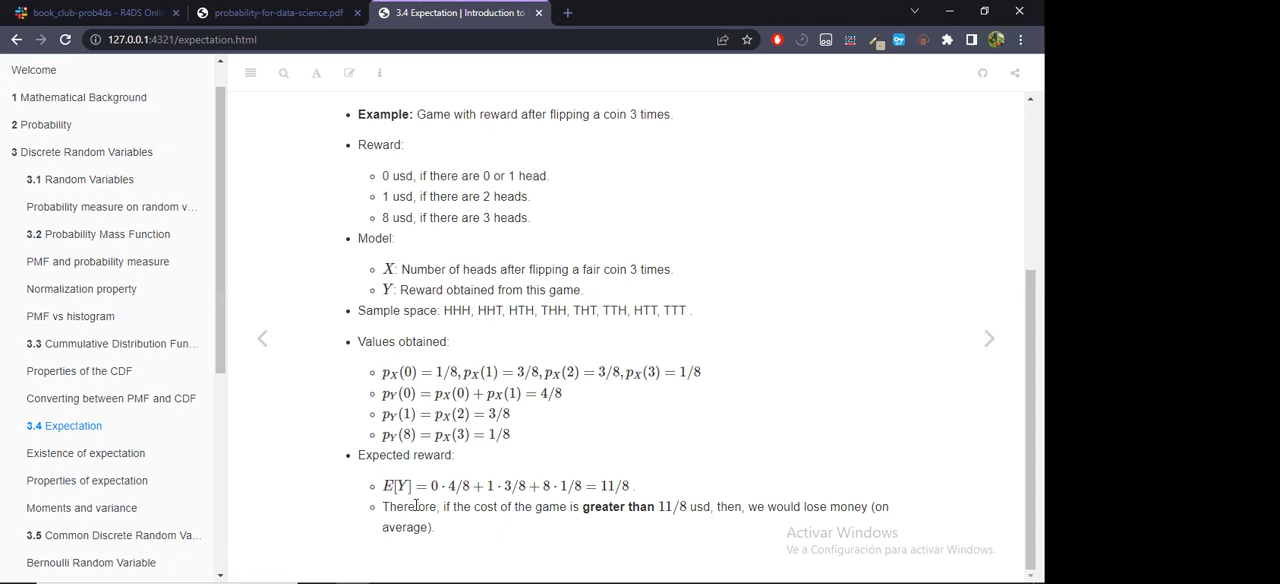 book_club-prob4ds - R4DS Onlin
probability-for-data-science.pdf
3.4 Expectation | Introduction to
127.0.0.1:4321/expectation.html
Welcome
1 Mathematical Background
2 Probability
3 Discrete Random Variables
3.1 Random Variables
Probability measure on random v...
3.2 Probability Mass Function
PMF and probability measure
Normalization property
PMF vs histogram
3.3 Cummulative Distribution Fun...
Properties of the CDF
Converting between PMF and CDF
3.4 Expectation
Existence of expectation
Properties of expectation
Moments and variance
3.5 Common Discrete Random Va...
Bernoulli Random Variable
Example: Game with reward after flipping a coin 3 times.
Reward:
0 usd, if there are 0 or 1 head.
1 usd, if there are 2 heads.
8 usd, if there are 3 heads.
Model:
X: Number of heads after flipping a fair coin 3 times.
Y: Reward obtained from this game.
Sample space: HHH, HHT, HTH, THH, THT, TTH, HTT, TTT .
Values obtained:
pX(0) = 1/8, pX(1) = 3/8, pX(2) = 3/8, pX(3) = 1/8
pY(0) = pX(0) + pX(1) = 4/8
pY(1) = pX(2) = 3/8
pY(8) = pX(3) = 1/8
Expected reward:
E[Y] = 0 · 4/8 + 1 · 3/8 + 8 · 1/8 = 11/8 .
Therefore, if the cost of the game is greater than 11/8 usd, then, we would lose money (on
average).
Activar Windows
Ve a Configuración para activar Windows.